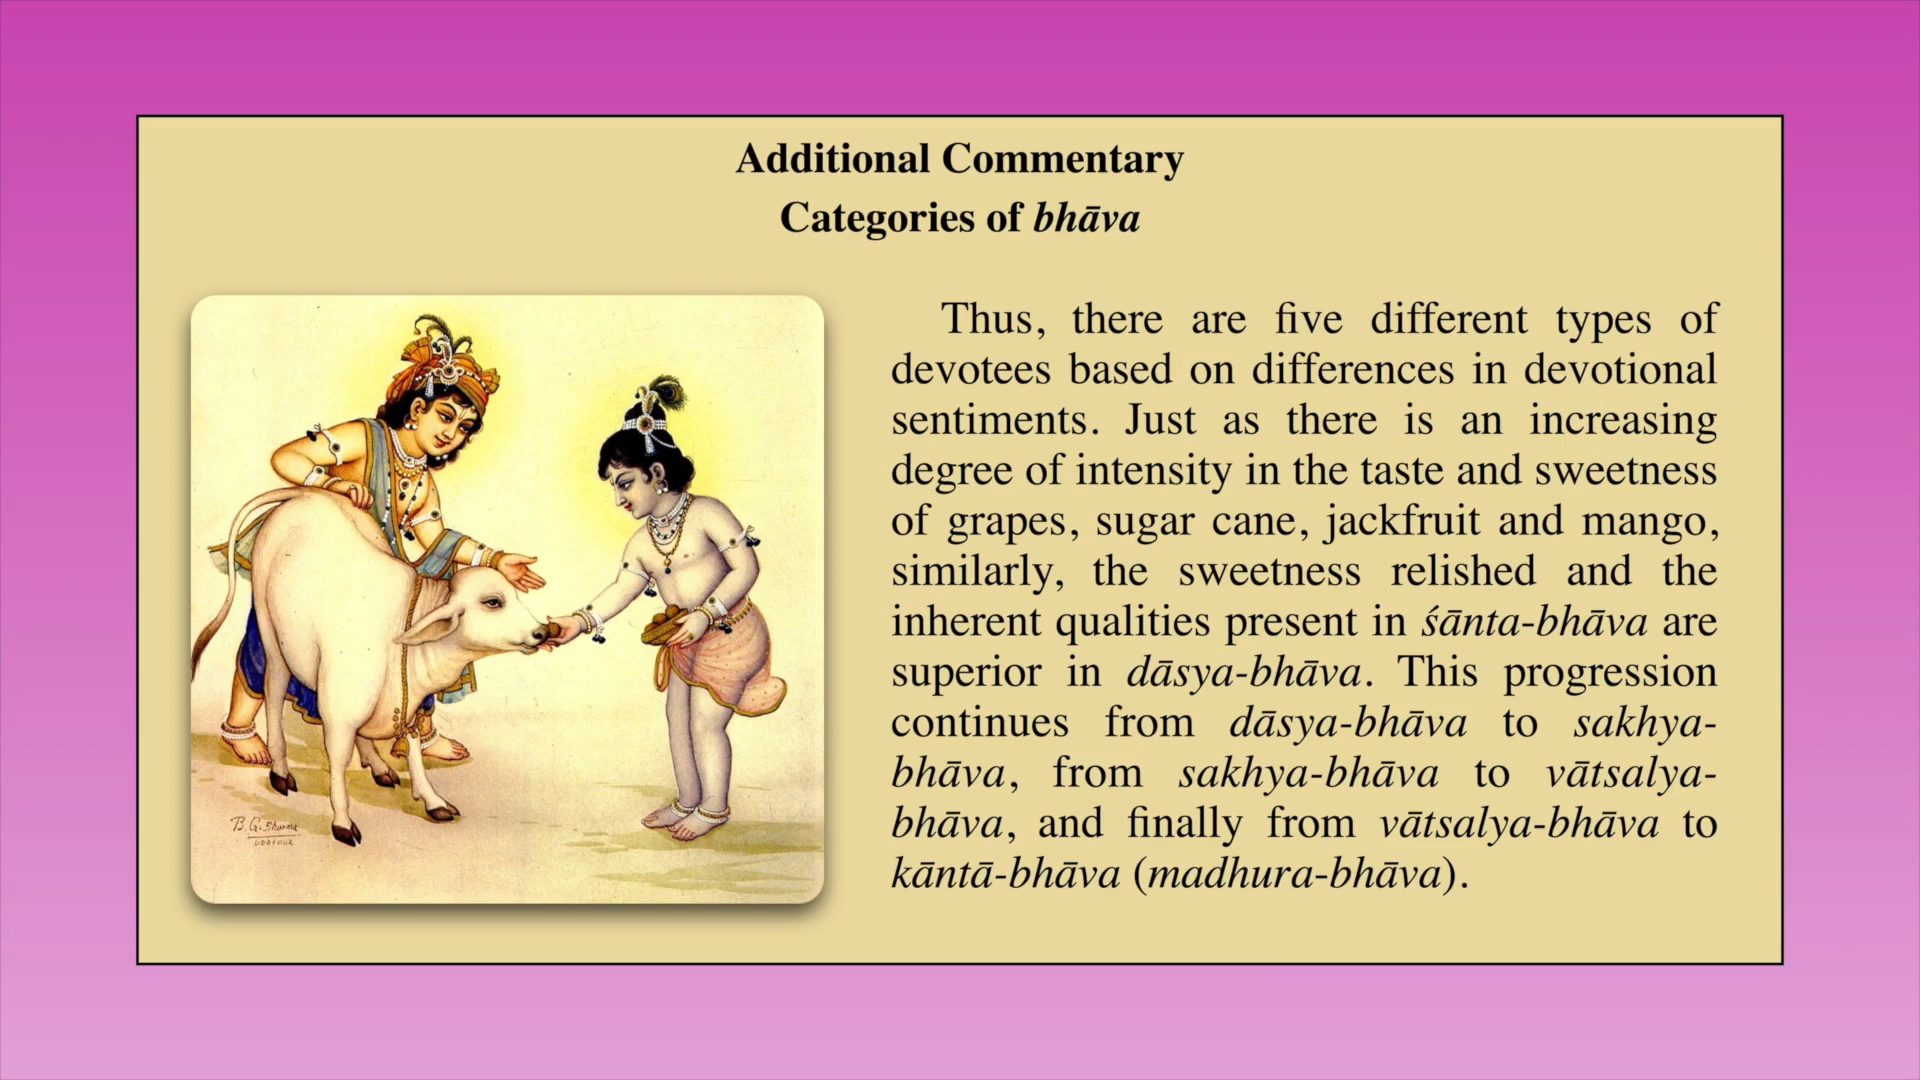 Additional Commentary
Categories of bhāva
Thus, there are five different types of
devotees based on differences in devotional
sentiments. Just as there is an increasing
degree of intensity in the taste and sweetness
of grapes, sugar cane, jackfruit and mango,
similarly, the sweetness relished and the
inherent qualities present in śānta-bhāva are
superior in dāsya-bhāva. This progression
continues from dāsya-bhāva to sakhya-
bhāva, from sakhya-bhāva to vātsalya-
bhāva, and finally from vātsalya-bhāva to
kāntā-bhāva (madhura-bhāva).
B.G. Sharma
UDAIPUR